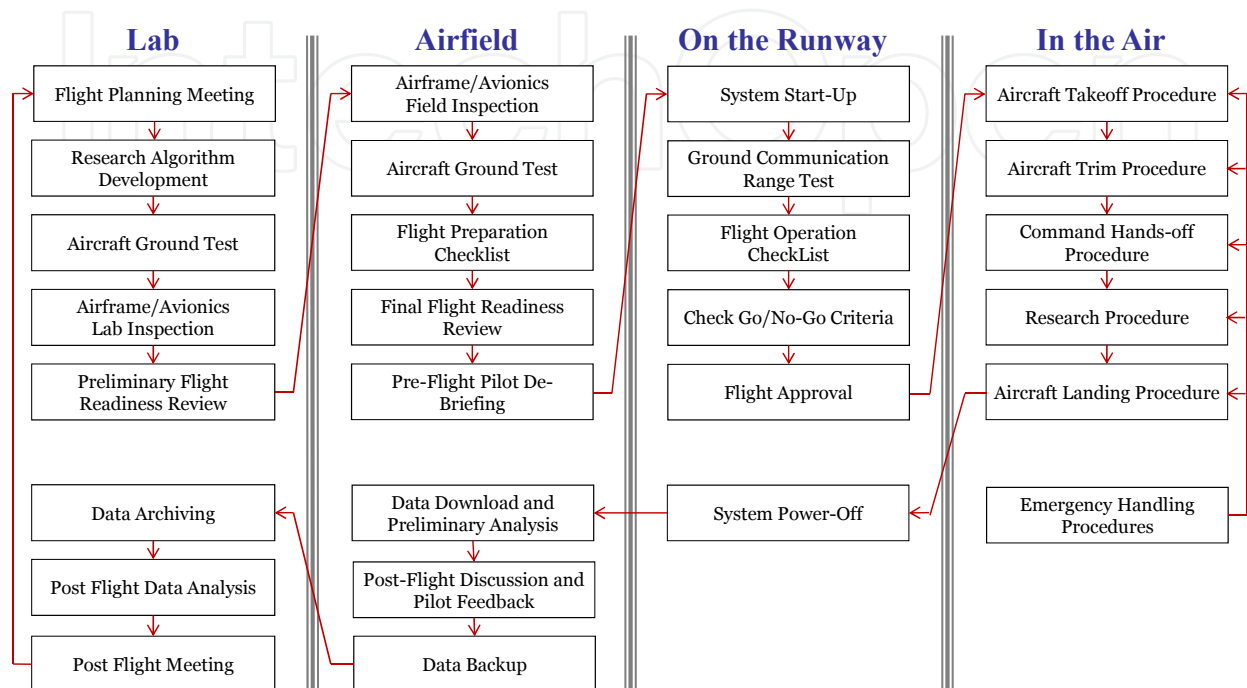 IntechOpen
Lab
Flight Planning Meeting
Research Algorithm
Development
Aircraft Ground Test
Airframe/Avionics
Lab Inspection
Preliminary Flight
Readiness Review
Data Archiving
Post Flight Data Analysis
Post Flight Meeting
Airfield
Airframe/Avionics
Field Inspection
Aircraft Ground Test
Flight Preparation
Checklist
Final Flight Readiness
Review
Pre-Flight Pilot De-
Briefing
Data Download and
Preliminary Analysis
Post-Flight Discussion and
Pilot Feedback
Data Backup
On the Runway
System Start-Up
Ground Communication
Range Test
Flight Operation
CheckList
Check Go/No-Go Criteria
Flight Approval
System Power-Off
In the Air
Aircraft Takeoff Procedure
Aircraft Trim Procedure
Command Hands-off
Procedure
Research Procedure
Aircraft Landing Procedure
Emergency Handling
Procedures